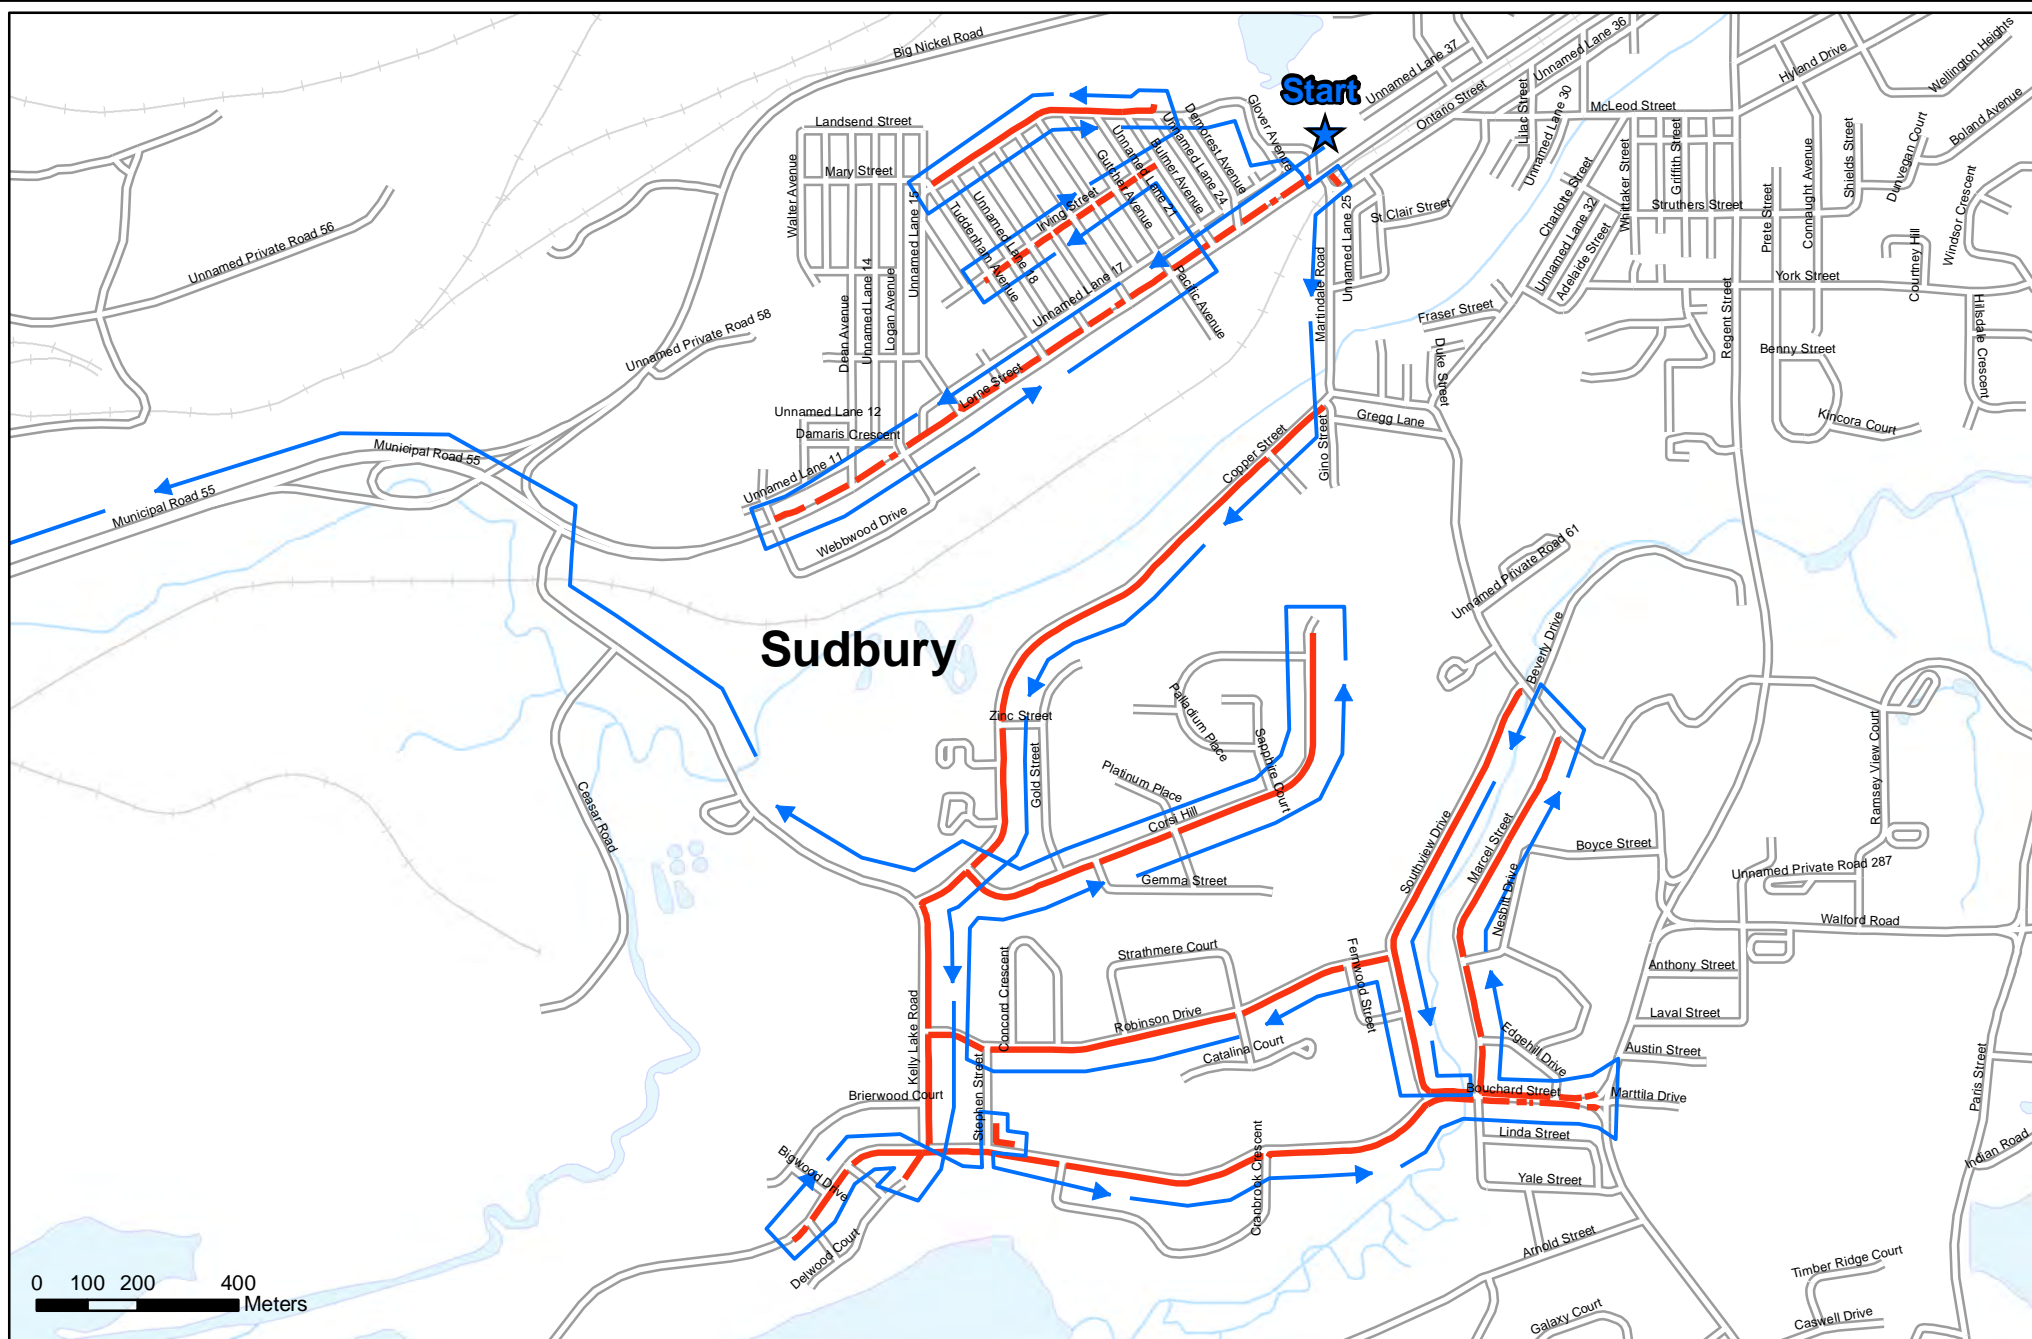 Big Nickel Road
Start
Unnamed Lane 37
Unnamed Lane 36
Hyland Drive
Wellington Heights
Ontario Street
Lilac Street
Unnamed Lane 30
McLeod Street
Boland Avenue
Landsend Street
Glover Avenue
Demorest Avenue
Unnamed Lane 24
Bulmer Avenue
Unnamed Lane 21
Gutcher Avenue
Walter Avenue
Mary Street
Unnamed Lane 15
Tuddenham Avenue
Unnamed Lane 18
Irving Street
Unnamed Lane 17
Pacific Avenue
Martindale Road
Unnamed Lane 25
St Clair Street
Charlotte Street
Unnamed Lane 32
Adelaide Street
Whittaker Street
Griffith Street
Struthers Street
Prete Street
Connaught Avenue
Shields Street
Dunvegan Court
Windsor Crescent
Courtney Hill
York Street
Regent Street
Hillsdale Crescent
Benny Street
Kincora Court
Fraser Street
Duke Street
Gregg Lane
Unnamed Private Road 56
Unnamed Private Road 58
Dean Avenue
Unnamed Lane 14
Logan Avenue
Unnamed Lane 12
Damaris Crescent
Lorne Street
Unnamed Lane 11
Webbwood Drive
Municipal Road 55
Municipal Road 55
Copper Street
Gino Street
Unnamed Private Road 61
Beverly Drive
Sudbury
Zinc Street
Gold Street
Palladium Place
Sapphire Court
Platinum Place
Corsi Hill
Gemma Street
Ceasar Road
Southview Drive
Marcel Street
Nesbitt Drive
Boyce Street
Ramsey View Court
Unnamed Private Road 287
Walford Road
Anthony Street
Laval Street
Austin Street
Marttila Drive
Edgehill Drive
Bouchard Street
Linda Street
Yale Street
Arnold Street
Paris Street
Indian Road
Timber Ridge Court
Caswell Drive
Galaxy Court
Strathmere Court
Fernwood Street
Concord Crescent
Robinson Drive
Catalina Court
Kelly Lake Road
Stephen Street
Brierwood Court
Bigwood Drive
Delwood Court
Cranbrook Crescent
0 100 200 400
Meters